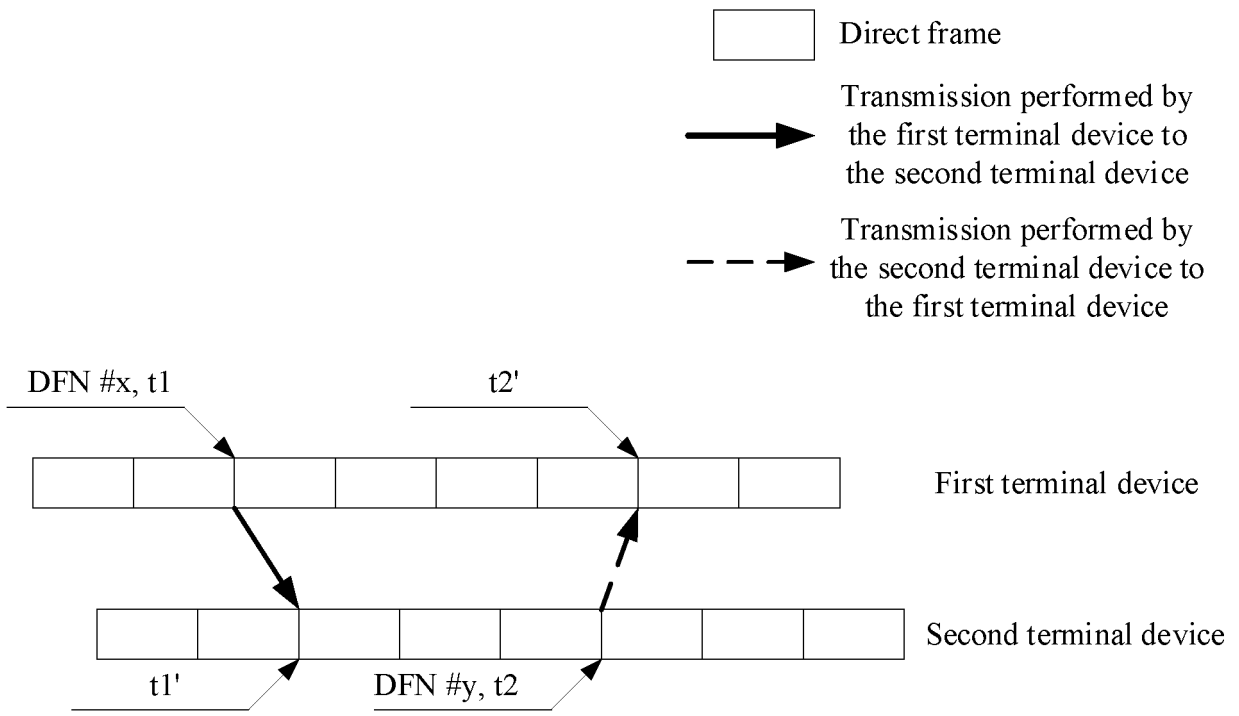 Direct frame
Transmission performed by
the first terminal device to
the second terminal device
Transmission performed by
the second terminal device to
the first terminal device
DFN #x, t1
t2'
First terminal device
Second terminal device
t1'
DFN #y, t2